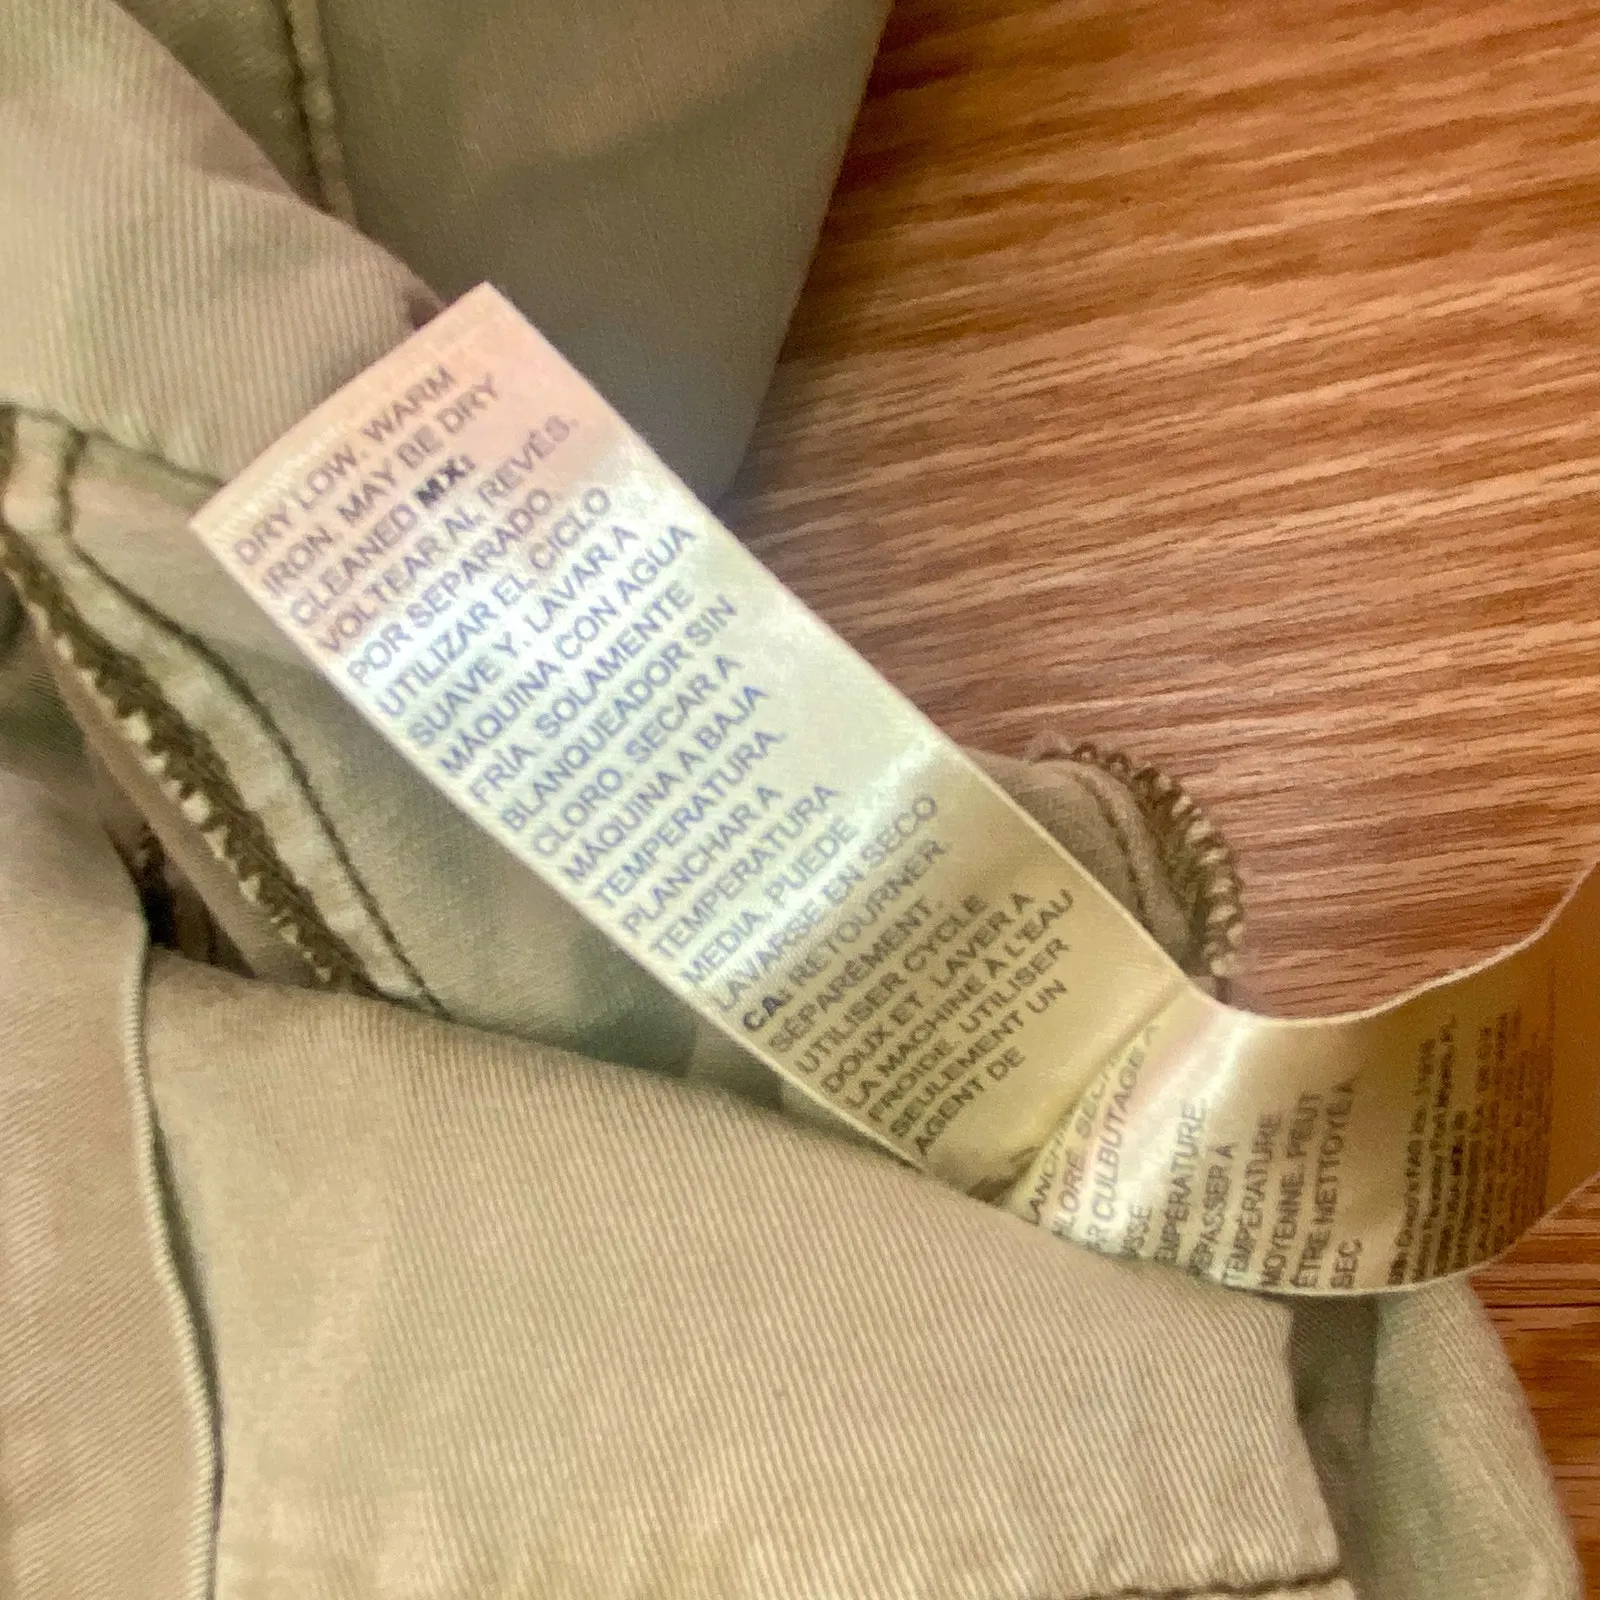 DRY LOW. WARM
IRON. MAY BE DRY
CLEANED MX:
VOLTEAR AL REVÉS.
POR SEPARADO
UTILIZAR EL CICLO
SUAVE Y. LAVAR A
MÁQUINA CON AGUA
FRÍA. SOLAMENTE
BLANQUEADOR SIN
CLORO. SECAR A
MÁQUINA A BAJA
TEMPERATURA.
PLANCHAR A
TEMPERATURA
MEDIA. PUEDE
LAVARSE EN SECO
CA: RETOURNER
SÉPARÉMENT.
UTILISER CYCLE
DOUX ET. LAVER À
LA MACHINE À L'EAU
FROIDE. UTILISER
SEULEMENT UN
AGENT DE
CULBUTAGE
TEMPÉRATURE.
REPASSER À
TEMPÉRATURE
MOYENNE. PEUT
ÊTRE NETTOYÉ À
SEC